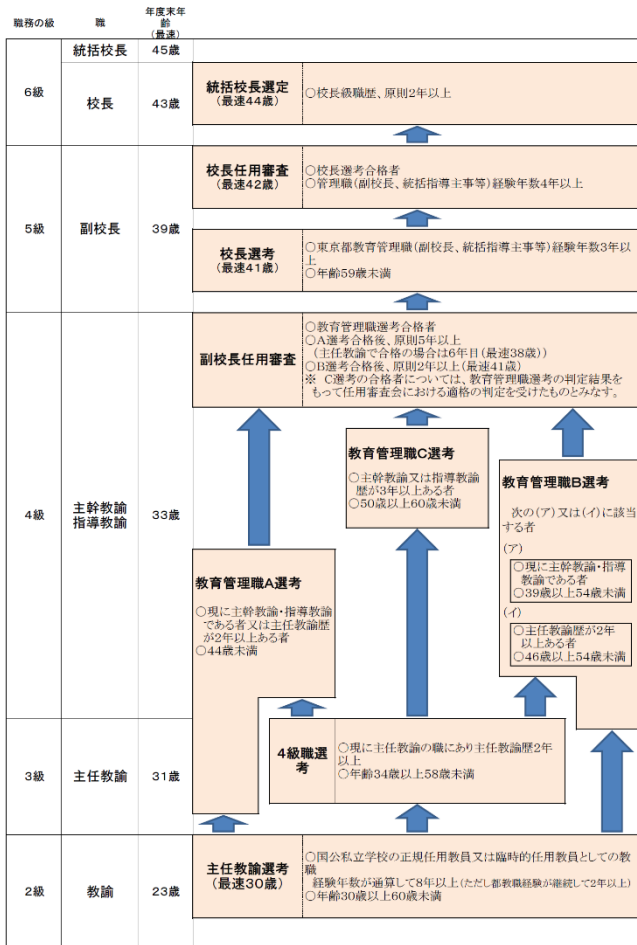 職務の級
職
年度末年
齢
(最速)
統括校長
45歳
6級
校長
43歳
統括校長選定
(最速44歳)
○校長級職歴、原則2年以上
校長任用審査
(最速42歳)
○校長選考合格者
○管理職(副校長、統括指導主事等)経験年数4年以上
5級
副校長
39歳
校長選考
(最速41歳)
○東京都教育管理職(副校長、統括指導主事等)経験年数3年以
上
○年齢59歳未満
副校長任用審査
○教育管理職選考合格者
○A選考合格後、原則5年以上
(主任教諭で合格の場合は6年目(最速38歳))
○B選考合格後、原則2年以上(最速41歳)
※ C選考の合格者については、教育管理職選考の判定結果を
もって任用審査会における適格の判定を受けたものとみなす。
4級
主幹教諭
指導教諭
33歳
教育管理職C選考
○主幹教諭又は指導教諭
歴が3年以上ある者
○50歳以上60歳未満
教育管理職B選考
次の(ア)又は(イ)に該当
する者
(ア)
○現に主幹教諭・指導
教諭である者
○39歳以上54歳未満
(イ)
○主任教諭歴が2年
以上ある者
○46歳以上54歳未満
教育管理職A選考
○現に主幹教諭・指導教諭
である者又は主任教諭歴
が2年以上ある者
○44歳未満
3級
主任教諭
31歳
4級職選
考
○現に主任教諭の職にあり主任教諭歴2年
以上
○年齢34歳以上58歳未満
2級
教諭
23歳
主任教諭選考
(最速30歳)
○国公私立学校の正規任用教員又は臨時的任用教員としての教
職
経験年数が通算して8年以上(ただし都教職経験が継続して2年以上)
○年齢30歳以上60歳未満